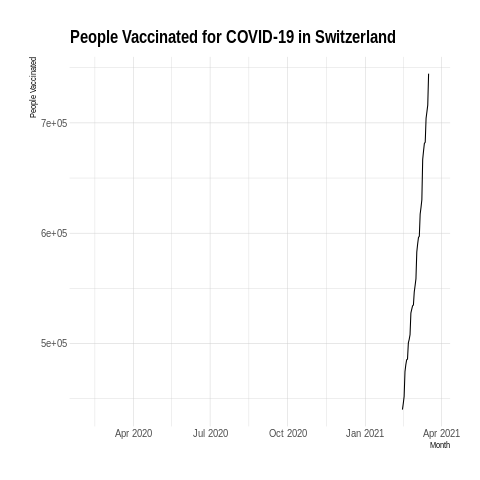 People Vaccinated for COVID-19 in Switzerland
People Vaccinated
7e+05
6e+05
5e+05
Apr 2020 Jul 2020 Oct 2020 Jan 2021 Apr 2021
Month